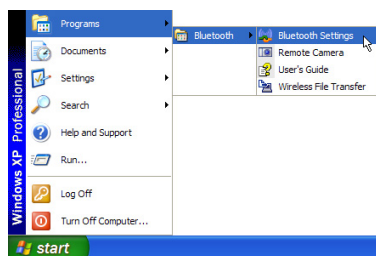 Programs
Documents
Settings
Search
Help and Support
Run...
Log Off
Turn Off Computer...
Windows XP Professional
start
Bluetooth
Bluetooth Settings
Remote Camera
User's Guide
Wireless File Transfer